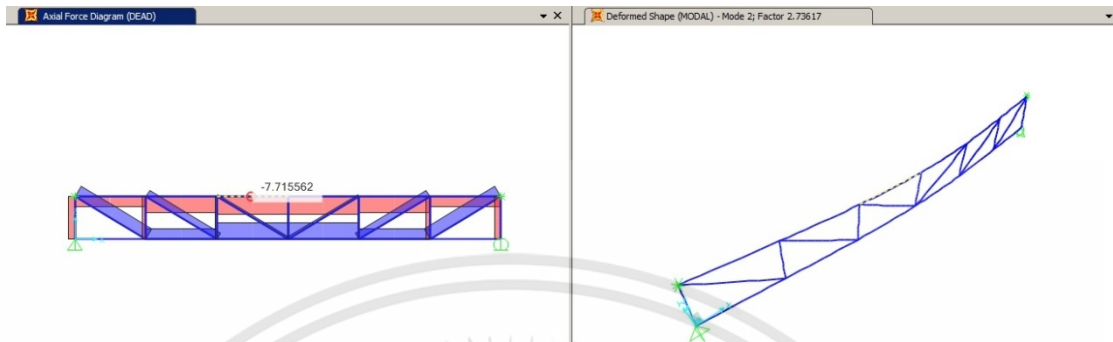 Axial Force Diagram (DEAD)
Deformed Shape (MODAL) - Mode 2; Factor 2.73617
-7.715562